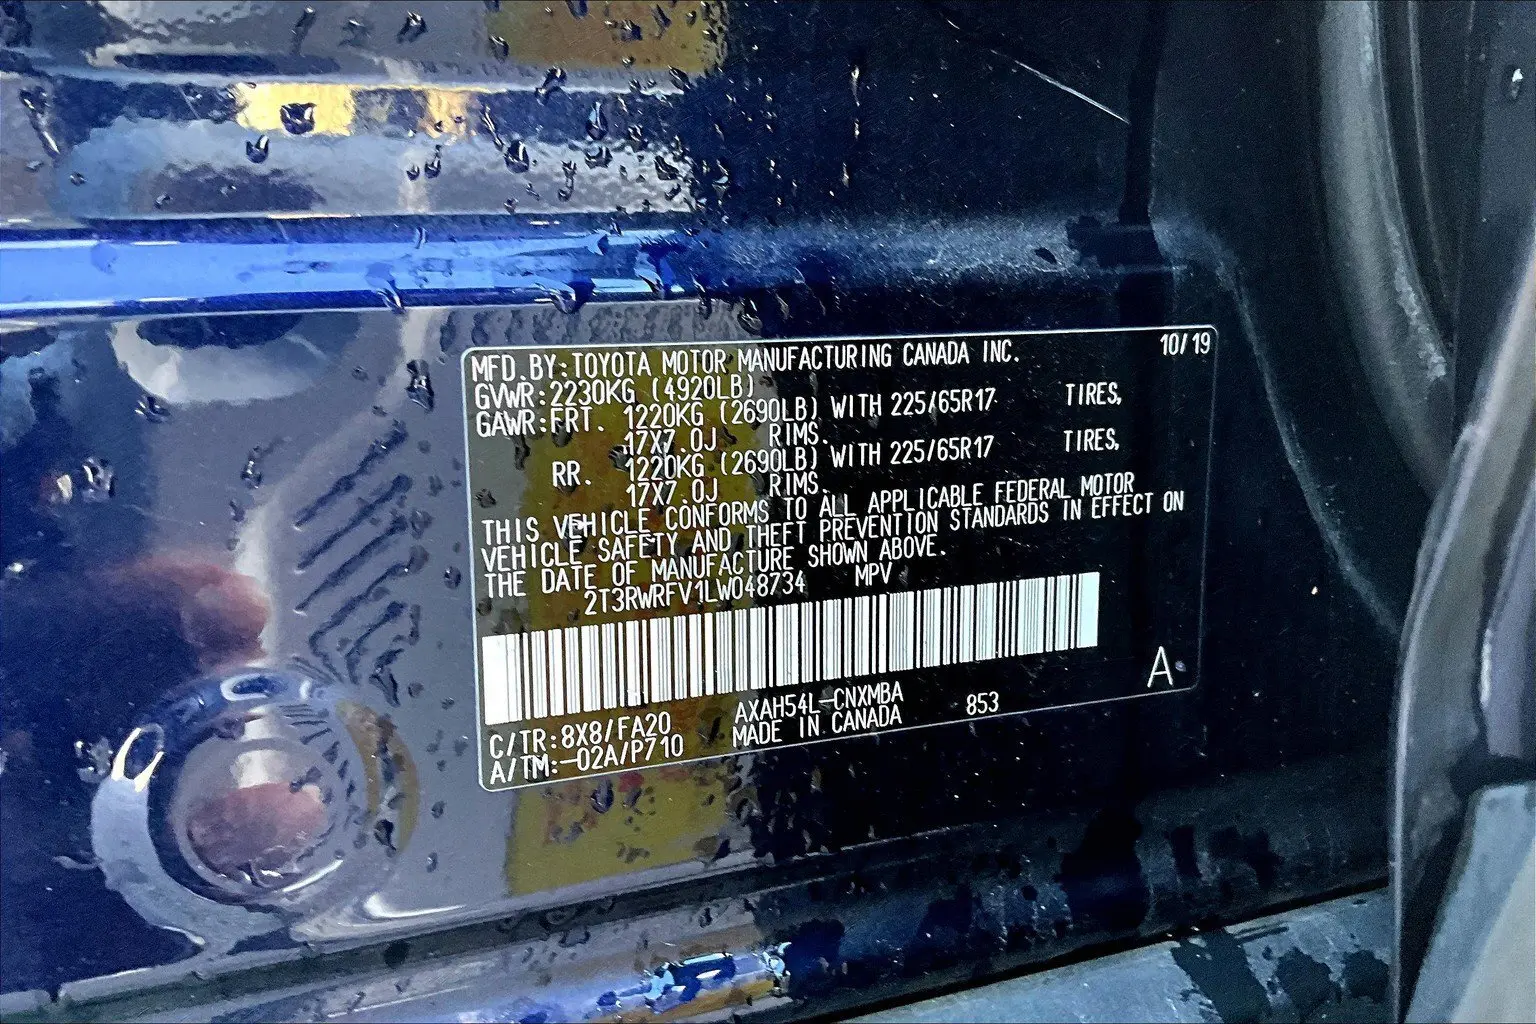 MFD.BY:TOYOTA MOTOR MANUFACTURING CANADA INC. 10/19
GVWR:2230KG (4920LB)
GAWR:FRT. 1220KG (2690LB) WITH 225/65R17 TIRES,
17X7.0J RIMS.
RR. 1220KG (2690LB) WITH 225/65R17 TIRES,
17X7.0J RIMS.
THIS VEHICLE CONFORMS TO ALL APPLICABLE FEDERAL MOTOR
VEHICLE SAFETY AND THEFT PREVENTION STANDARDS IN EFFECT ON
THE DATE OF MANUFACTURE SHOWN ABOVE.
2T3RWRFV1LW048734 MPV
A
C/TR:8X8/FA20 AXAH54L-CNXMBA 853
A/TM:-02A/P710 MADE IN CANADA